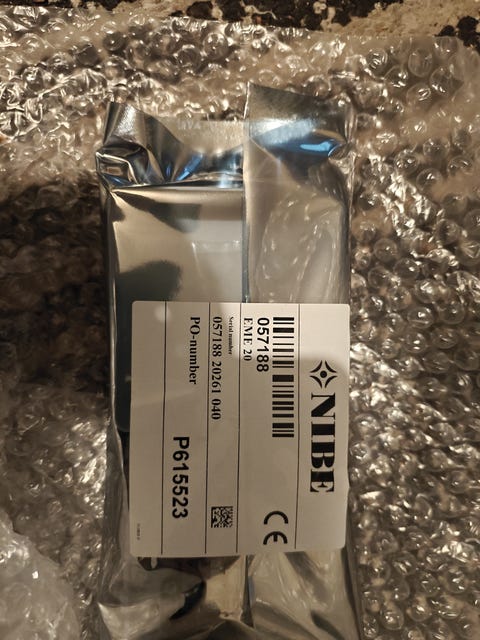 NIBE
057188
EME 20
CE
Serial number
057188 20261 040
PO-number
P615523